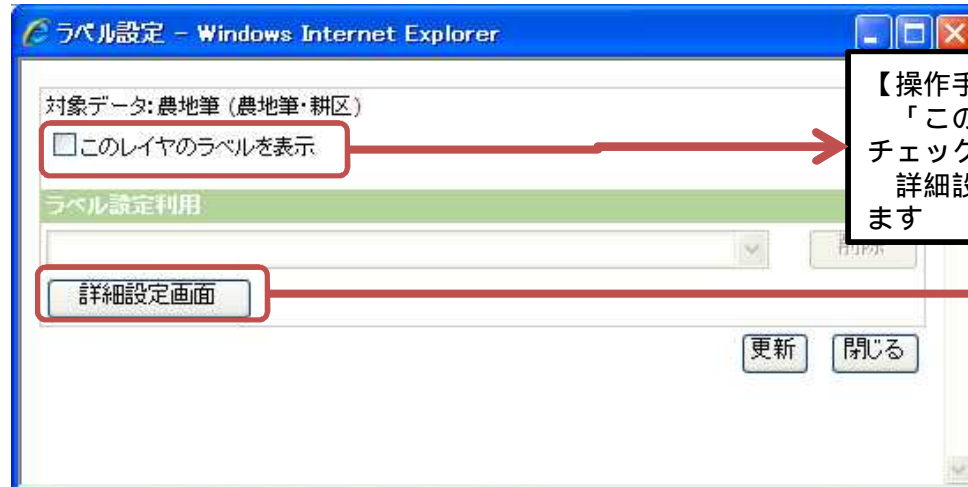 ラベル設定 - Windows Internet Explorer
対象データ:農地筆 (農地筆・耕区)
このレイヤのラベルを表示
【操作手
「この
チェック
詳細設
ます
ラベル設定利用
削除
詳細設定画面
更新
閉じる